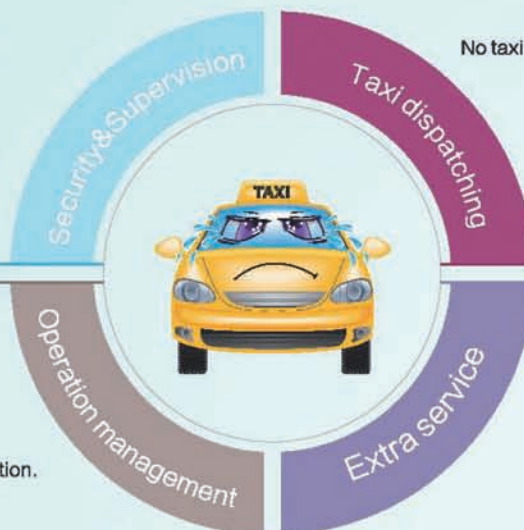 No taxi
Security&Supervision
Taxi dispatching
TAXI
Operation management
Extra service
tion.